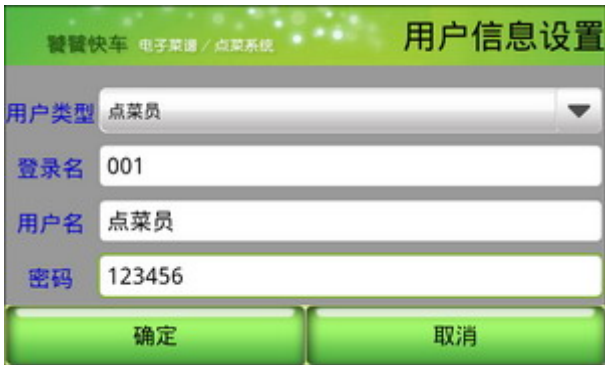 饕餮快车 电子菜谱 / 点菜系统 用户信息设置
用户类型 点菜员
登录名 001
用户名 点菜员
密码 123456
确定 取消